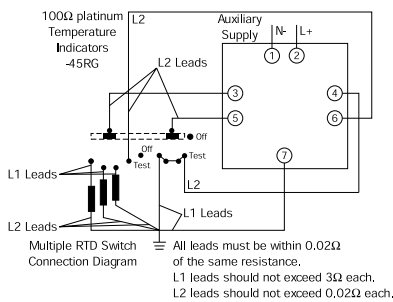 100Ω platinum
Temperature
Indicators
-45RG
L2
Auxiliary
Supply
N-
L+
1
2
L2 Leads
3
4
5
6
Off
Off
Test
Test
7
L1 Leads
L2
L1 Leads
L2 Leads
Multiple RTD Switch
Connection Diagram
All leads must be within 0.02Ω
of the same resistance.
L1 leads should not exceed 3Ω each,
L2 leads should not exceed 0,02Ω each,